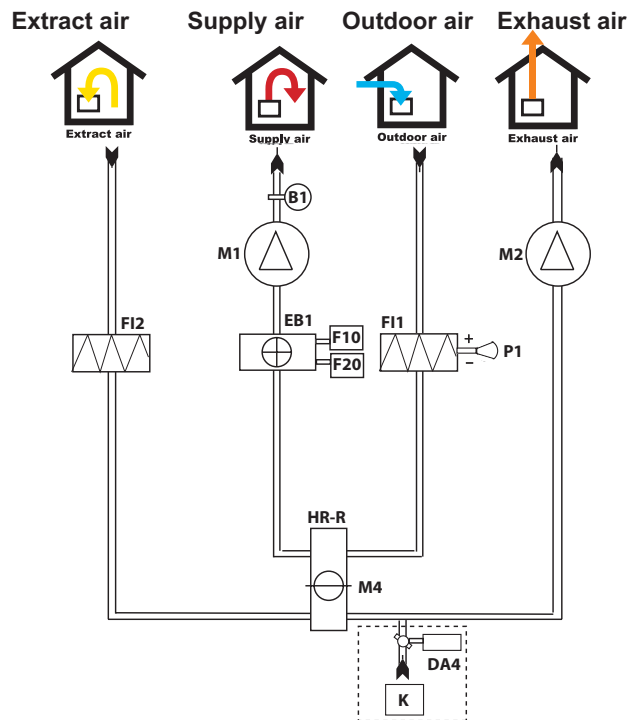 Extract air Supply air Outdoor air Exhaust air
Extract air Supply air Outdoor air Exhaust air
B1
M1 M2
FI2 EB1 F10 FI1 + P1
F20 –
HR-R
M4
DA4
K